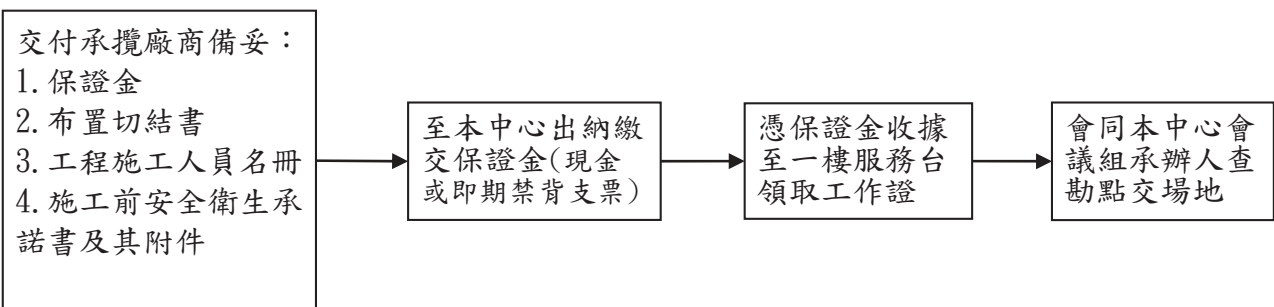 交付承攬廠商備妥：
1.保證金
2.布置切結書
3.工程施工人員名冊
4.施工前安全衛生承
諾書及其附件
至本中心出納繳
交保證金(現金
或即期禁背支票)
憑保證金收據
至一樓服務台
領取工作證
會同本中心會
議組承辦人查
勘點交場地